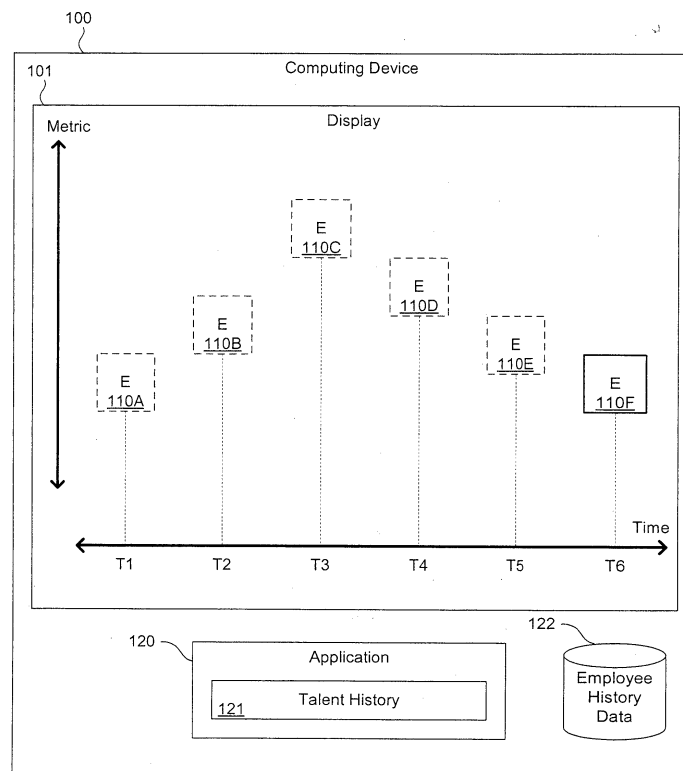 100
Computing Device
101
Display
Metric
E
110C
E
110D
E
110B
E
110E
E
110A
E
110F
Time
T1 T2 T3 T4 T5 T6
120
Application
121 Talent History
122
Employee
History
Data